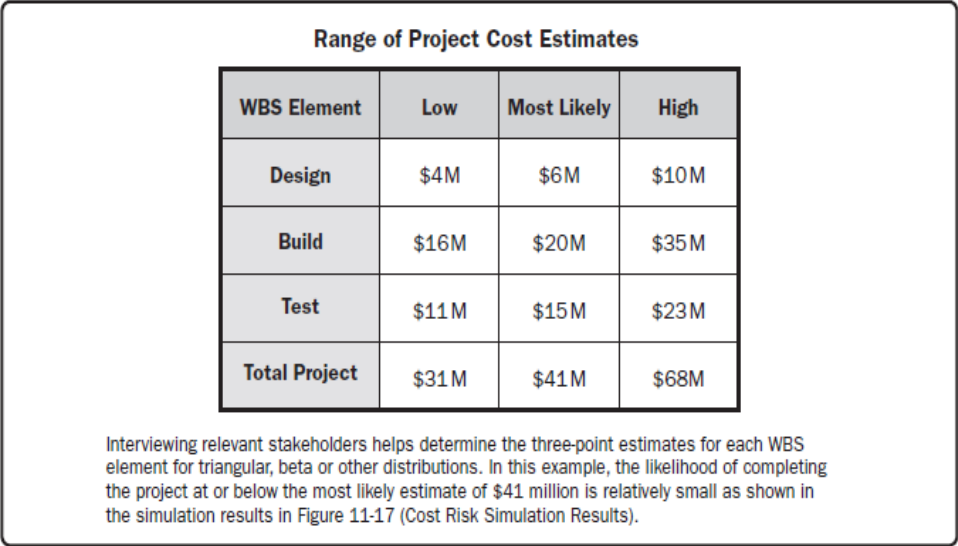 Range of Project Cost Estimates
WBS Element Low Most Likely High
Design $4M $6M $10M
Build $16M $20M $35M
Test $11M $15M $23M
Total Project $31M $41M $68M
Interviewing relevant stakeholders helps determine the three-point estimates for each WBS
element for triangular, beta or other distributions. In this example, the likelihood of completing
the project at or below the most likely estimate of $41 million is relatively small as shown in
the simulation results in Figure 11-17 (Cost Risk Simulation Results).